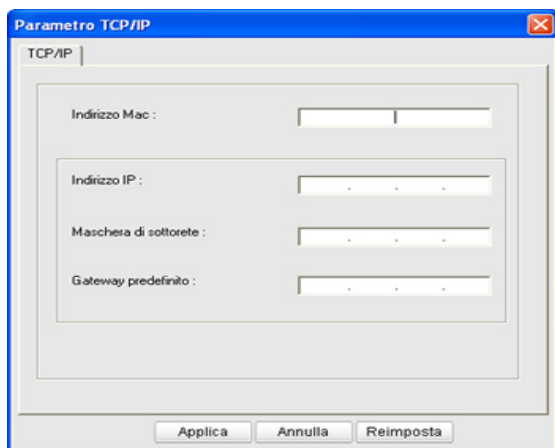 Parametro TCP/IP
TCP/IP
Indirizzo Mac :
Indirizzo IP :
. . .
Maschera di sottorete :
. . .
Gateway predefinito :
. . .
Applica Annulla Reimposta